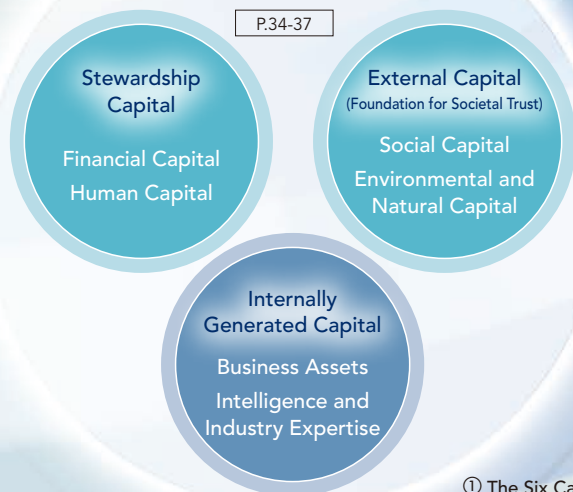 P.34-37
Stewardship
Capital
Financial Capital
Human Capital
External Capital
(Foundation for Societal Trust)
Social Capital
Environmental and
Natural Capital
Internally
Generated Capital
Business Assets
Intelligence and
Industry Expertise
① The Six